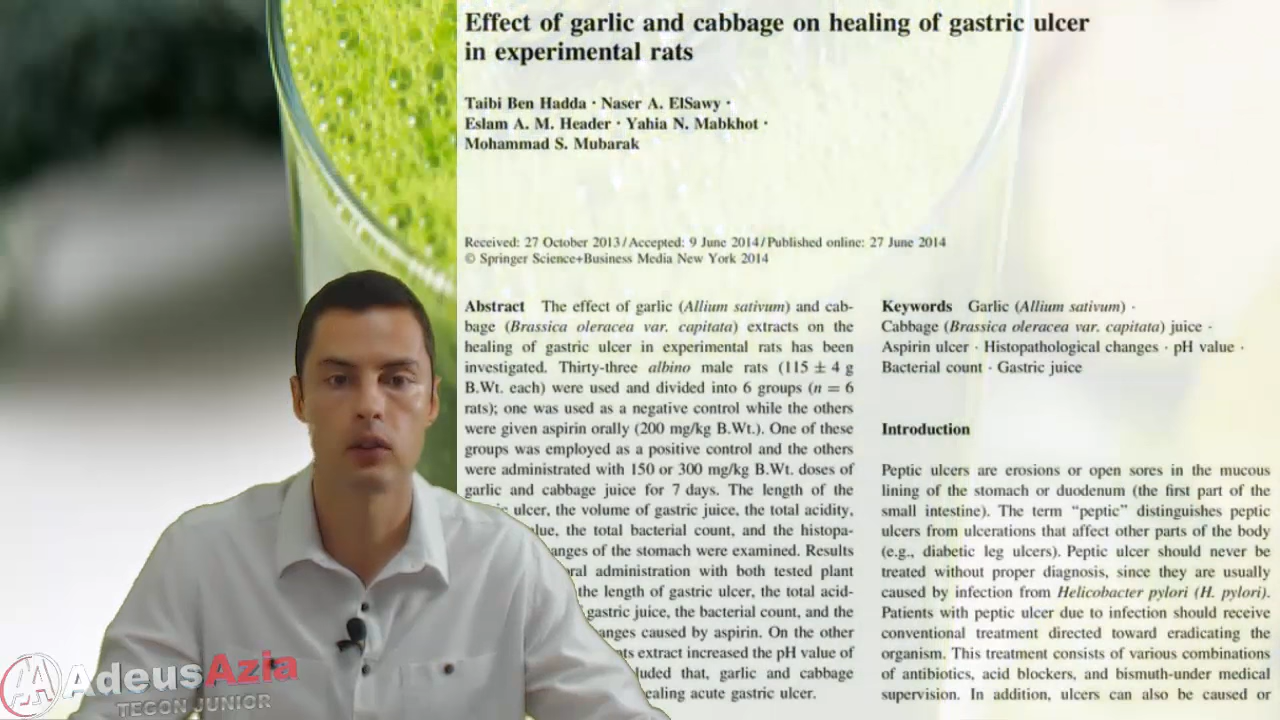 Effect of garlic and cabbage on healing of gastric ulcer
in experimental rats
Taibi Ben Hadda · Naser A. ElSawy ·
Eslam A. M. Header · Yahia N. Mabkhot ·
Mohammad S. Mubarak
Received: 27 October 2013 / Accepted: 9 June 2014 / Published online: 27 June 2014
© Springer Science+Business Media New York 2014
Abstract The effect of garlic (Allium sativum) and cab-
bage (Brassica oleracea var. capitata) extracts on the
healing of gastric ulcer in experimental rats has been
investigated. Thirty-three albino male rats (115 ± 4 g
B.Wt. each) were used and divided into 6 groups (n = 6
rats); one was used as a negative control while the others
were given aspirin orally (200 mg/kg B.Wt.). One of these
groups was employed as a positive control and the others
were administrated with 150 or 300 mg/kg B.Wt. doses of
garlic and cabbage juice for 7 days. The length of the
ulcer, the volume of gastric juice, the total acidity,
the total bacterial count, and the histopa-
anges of the stomach were examined. Results
ral administration with both tested plant
the length of gastric ulcer, the total acid-
gastric juice, the bacterial count, and the
anges caused by aspirin. On the other
ts extract increased the pH value of
luded that, garlic and cabbage
ealing acute gastric ulcer.
Keywords Garlic (Allium sativum) ·
Cabbage (Brassica oleracea var. capitata) juice ·
Aspirin ulcer · Histopathological changes · pH value ·
Bacterial count · Gastric juice
Introduction
Peptic ulcers are erosions or open sores in the mucous
lining of the stomach or duodenum (the first part of the
small intestine). The term “peptic” distinguishes peptic
ulcers from ulcerations that affect other parts of the body
(e.g., diabetic leg ulcers). Peptic ulcer should never be
treated without proper diagnosis, since they are usually
caused by infection from Helicobacter pylori (H. pylori).
Patients with peptic ulcer due to infection should receive
conventional treatment directed toward eradicating the
organism. This treatment consists of various combinations
of antibiotics, acid blockers, and bismuth-under medical
supervision. In addition, ulcers can also be caused or
AdeusAzia
TEGON JUNIOR